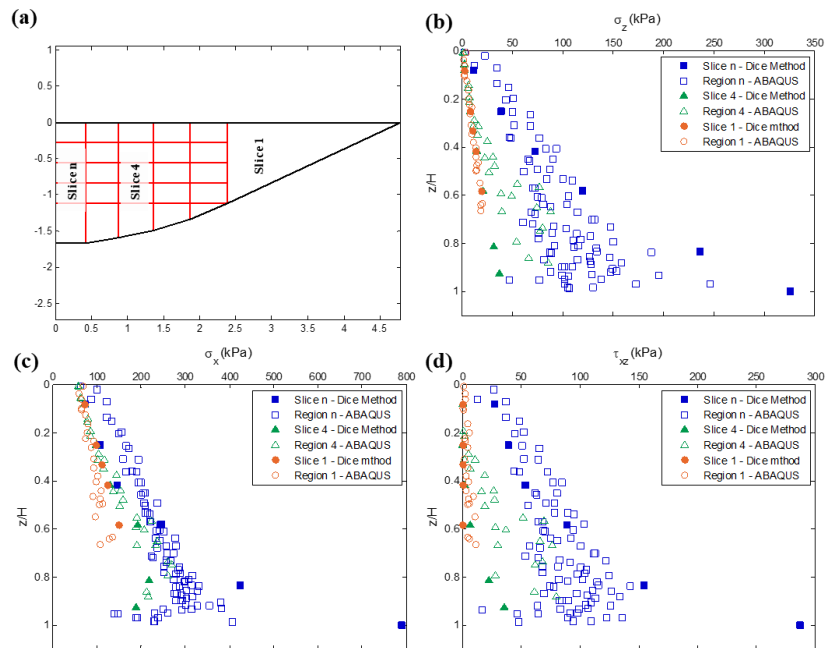 (a)
1
0.5
0
-0.5
-1
-1.5
-2
-2.5
0
0.5
1
1.5
2
2.5
3
3.5
4
4.5
Slice n
Slice 4
Slice 1
(b)
σz (kPa)
0 50 100 150 200 250 300 350
0
0.2
0.4
0.6
0.8
1
z/H
Slice n - Dice Method
Region n - ABAQUS
Slice 4 - Dice Method
Region 4 - ABAQUS
Slice 1 - Dice mthod
Region 1 - ABAQUS
(c)
σx (kPa)
0 100 200 300 400 500 600 700 800
0
0.2
0.4
0.6
0.8
1
z/H
Slice n - Dice Method
Region n - ABAQUS
Slice 4 - Dice Method
Region 4 - ABAQUS
Slice 1 - Dice mthod
Region 1 - ABAQUS
(d)
τxz (kPa)
0 50 100 150 200 250 300
0
0.2
0.4
0.6
0.8
1
z/H
Slice n - Dice Method
Region n - ABAQUS
Slice 4 - Dice Method
Region 4 - ABAQUS
Slice 1 - Dice mthod
Region 1 - ABAQUS